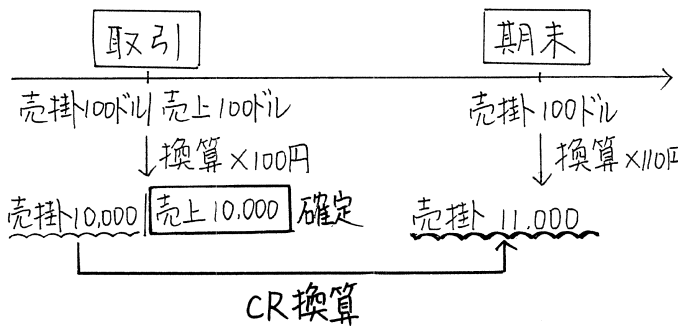 取引 期末
売掛100ドル 売上100ドル 売掛100ドル
換算×100円 換算×110円
売掛10,000 売上10,000 確定 売掛 11.000
CR換算